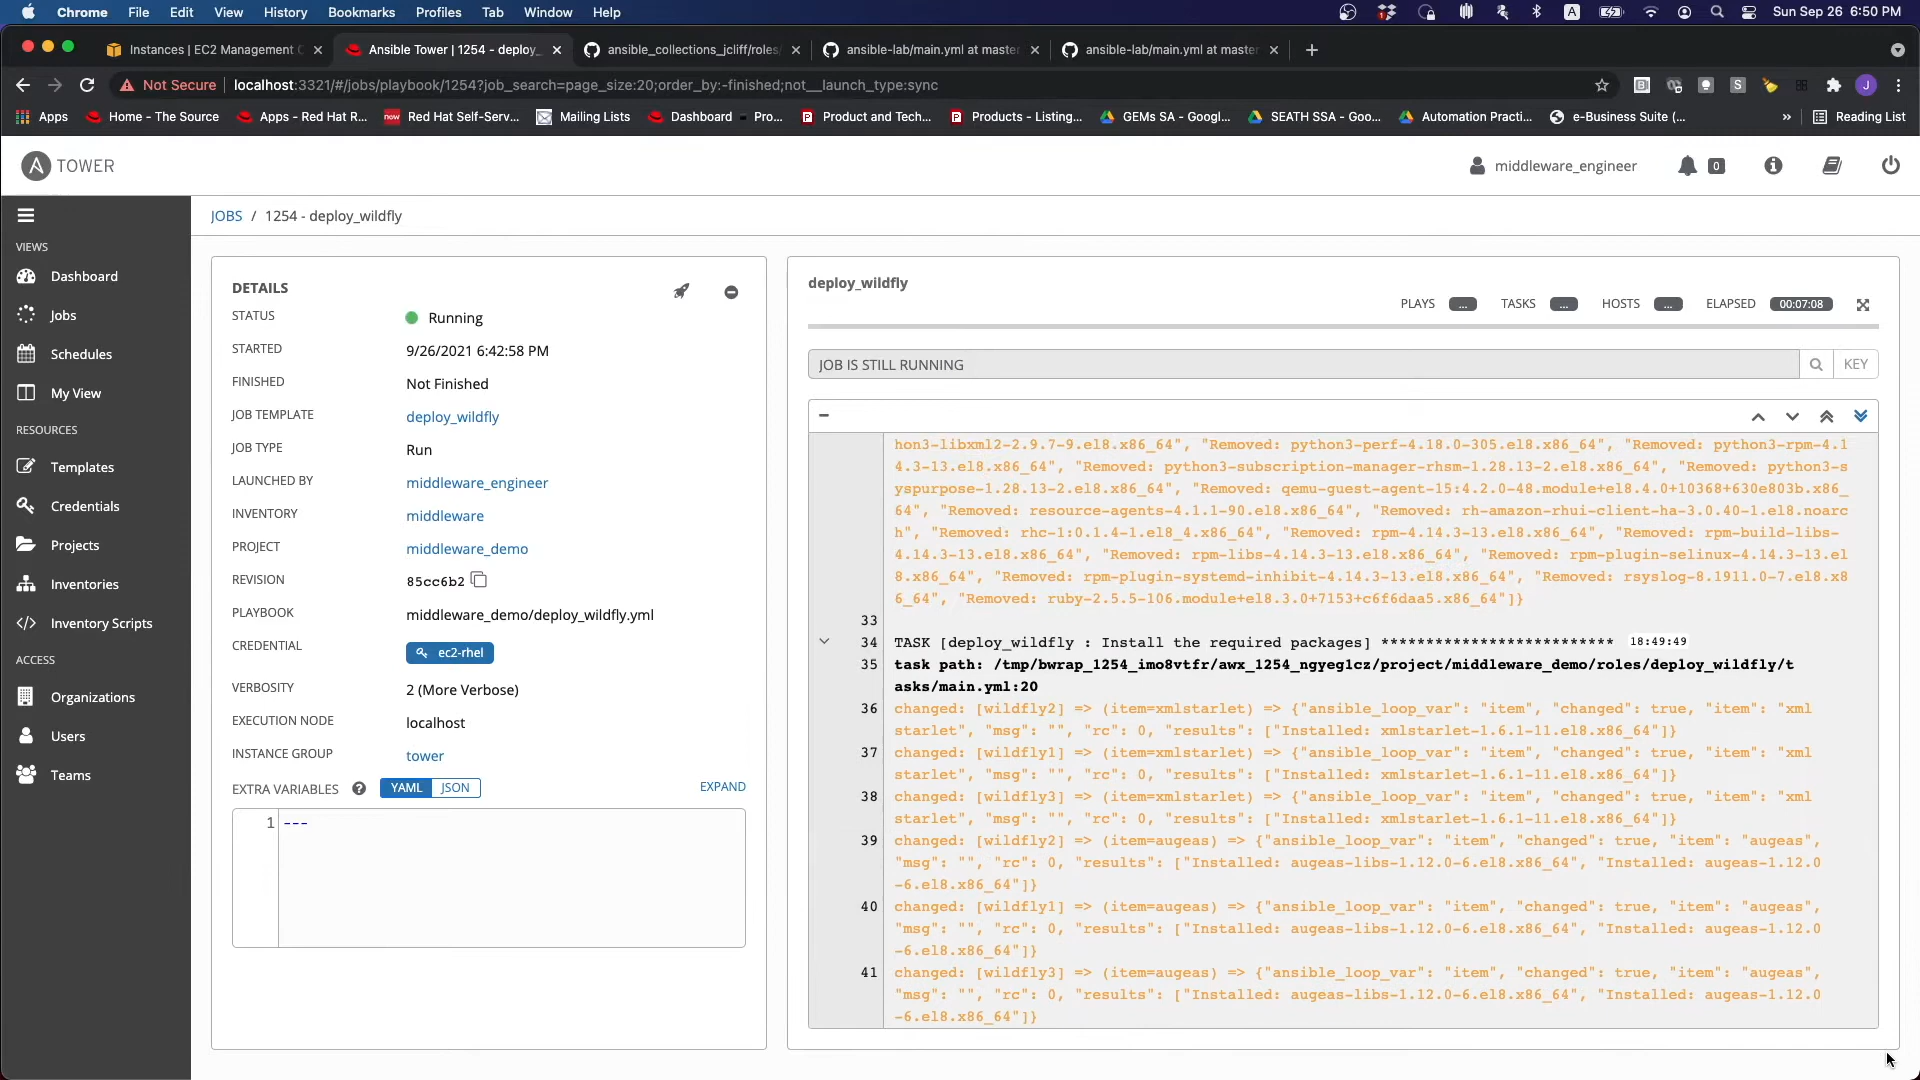 Chrome File Edit View History Bookmarks Profiles Tab Window Help A Sun Sep 26 6:50 PM
Instances | EC2 Management C Ansible Tower | 1254 - deploy_ ansible_collections_jcliff/roles/ ansible-lab/main.yml at master ansible-lab/main.yml at master
Not Secure localhost:3321/#/jobs/playbook/1254?job_search=page_size:20;order_by:-finished;not__launch_type:sync
Apps Home - The Source Apps - Red Hat R... Red Hat Self-Serv... Mailing Lists Dashboard - Pro... Product and Tech... Products - Listing... GEMs SA - Googl... SEATH SSA - Goo... Automation Practi... e-Business Suite (... » Reading List
TOWER middleware_engineer 0
JOBS / 1254 - deploy_wildfly
VIEWS
Dashboard
Jobs
Schedules
My View
RESOURCES
Templates
Credentials
Projects
Inventories
Inventory Scripts
ACCESS
Organizations
Users
Teams
DETAILS
STATUS Running
STARTED 9/26/2021 6:42:58 PM
FINISHED Not Finished
JOB TEMPLATE deploy_wildfly
JOB TYPE Run
LAUNCHED BY middleware_engineer
INVENTORY middleware
PROJECT middleware_demo
REVISION 85cc6b2
PLAYBOOK middleware_demo/deploy_wildfly.yml
CREDENTIAL ec2-rhel
VERBOSITY 2 (More Verbose)
EXECUTION NODE localhost
INSTANCE GROUP tower
EXTRA VARIABLES ? YAML JSON EXPAND
1 ---
deploy_wildfly
PLAYS ... TASKS ... HOSTS ... ELAPSED 00:07:08
JOB IS STILL RUNNING KEY
hon3-libxml2-2.9.7-9.el8.x86_64", "Removed: python3-perf-4.18.0-305.el8.x86_64", "Removed: python3-rpm-4.1
4.3-13.el8.x86_64", "Removed: python3-subscription-manager-rhsm-1.28.13-2.el8.x86_64", "Removed: python3-s
yspurpose-1.28.13-2.el8.x86_64", "Removed: qemu-guest-agent-15:4.2.0-48.module+el8.4.0+10368+630e803b.x86_
64", "Removed: resource-agents-4.1.1-90.el8.x86_64", "Removed: rh-amazon-rhui-client-ha-3.0.40-1.el8.noarc
h", "Removed: rhc-1:0.1.4-1.el8_4.x86_64", "Removed: rpm-4.14.3-13.el8.x86_64", "Removed: rpm-build-libs-
4.14.3-13.el8.x86_64", "Removed: rpm-libs-4.14.3-13.el8.x86_64", "Removed: rpm-plugin-selinux-4.14.3-13.el
8.x86_64", "Removed: rpm-plugin-systemd-inhibit-4.14.3-13.el8.x86_64", "Removed: rsyslog-8.1911.0-7.el8.x8
6_64", "Removed: ruby-2.5.5-106.module+el8.3.0+7153+c6f6daa5.x86_64"]}
33
34 TASK [deploy_wildfly : Install the required packages] ************************** 18:49:49
35 task path: /tmp/bwrap_1254_imo8vtfr/awx_1254_ngyeg1cz/project/middleware_demo/roles/deploy_wildfly/t
asks/main.yml:20
36 changed: [wildfly2] => (item=xmlstarlet) => {"ansible_loop_var": "item", "changed": true, "item": "xml
starlet", "msg": "", "rc": 0, "results": ["Installed: xmlstarlet-1.6.1-11.el8.x86_64"]}
37 changed: [wildfly1] => (item=xmlstarlet) => {"ansible_loop_var": "item", "changed": true, "item": "xml
starlet", "msg": "", "rc": 0, "results": ["Installed: xmlstarlet-1.6.1-11.el8.x86_64"]}
38 changed: [wildfly3] => (item=xmlstarlet) => {"ansible_loop_var": "item", "changed": true, "item": "xml
starlet", "msg": "", "rc": 0, "results": ["Installed: xmlstarlet-1.6.1-11.el8.x86_64"]}
39 changed: [wildfly2] => (item=augeas) => {"ansible_loop_var": "item", "changed": true, "item": "augeas",
"msg": "", "rc": 0, "results": ["Installed: augeas-libs-1.12.0-6.el8.x86_64", "Installed: augeas-1.12.0
-6.el8.x86_64"]}
40 changed: [wildfly1] => (item=augeas) => {"ansible_loop_var": "item", "changed": true, "item": "augeas",
"msg": "", "rc": 0, "results": ["Installed: augeas-libs-1.12.0-6.el8.x86_64", "Installed: augeas-1.12.0
-6.el8.x86_64"]}
41 changed: [wildfly3] => (item=augeas) => {"ansible_loop_var": "item", "changed": true, "item": "augeas",
"msg": "", "rc": 0, "results": ["Installed: augeas-libs-1.12.0-6.el8.x86_64", "Installed: augeas-1.12.0
-6.el8.x86_64"]}